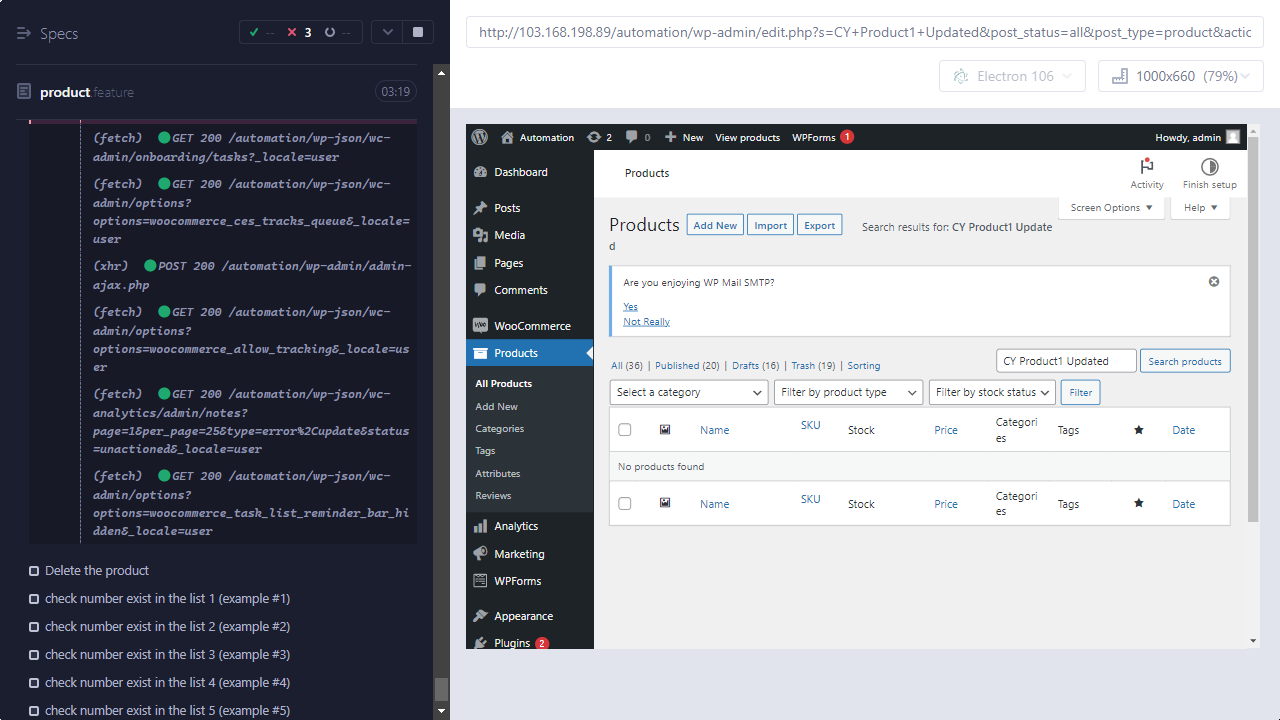 Specs
-- 3 --
product.feature
03:19
(fetch) GET 200 /automation/wp-json/wc-
admin/onboarding/tasks?_locale=user
(fetch) GET 200 /automation/wp-json/wc-
admin/options?
options=woocommerce_ces_tracks_queue&_locale=
user
(xhr) POST 200 /automation/wp-admin/admin-
ajax.php
(fetch) GET 200 /automation/wp-json/wc-
admin/options?
options=woocommerce_allow_tracking&_locale=us
er
(fetch) GET 200 /automation/wp-json/wc-
analytics/admin/notes?
page=1&per_page=25&type=error%2Cupdate&status
=unactioned&_locale=user
(fetch) GET 200 /automation/wp-json/wc-
admin/options?
options=woocommerce_task_list_reminder_bar_hi
dden&_locale=user
Delete the product
check number exist in the list 1 (example #1)
check number exist in the list 2 (example #2)
check number exist in the list 3 (example #3)
check number exist in the list 4 (example #4)
check number exist in the list 5 (example #5)
http://103.168.198.89/automation/wp-admin/edit.php?s=CY+Product1+Updated&post_status=all&post_type=product&actic
Electron 106
1000x660 (79%)
Automation 2 0 New View products WPForms 1 Howdy, admin
Dashboard
Posts
Media
Pages
Comments
WooCommerce
Products
All Products
Add New
Categories
Tags
Attributes
Reviews
Analytics
Marketing
WPForms
Appearance
Plugins 2
Products
Activity
Finish setup
Screen Options
Help
Products Add New Import Export Search results for: CY Product1 Update
d
Are you enjoying WP Mail SMTP?
Yes
Not Really
All (36) | Published (20) | Drafts (16) | Trash (19) | Sorting
CY Product1 Updated Search products
Select a category Filter by product type Filter by stock status Filter
Name SKU Stock Price Categori
es Tags Date
No products found
Name SKU Stock Price Categori
es Tags Date